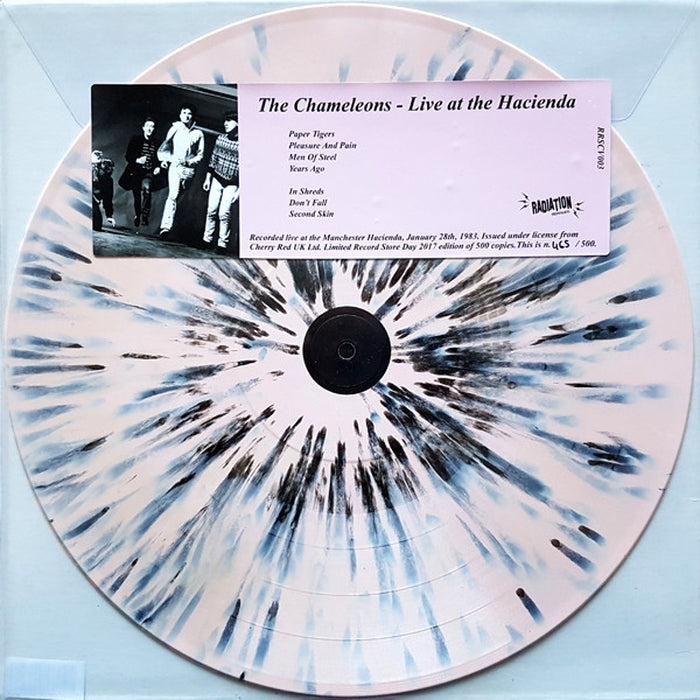 The Chameleons - Live at the Hacienda
Paper Tigers
Pleasure And Pain
Men Of Steel
Years Ago
In Shreds
Don't Fall
Second Skin
RRSCV003
RADIATION
Recorded live at the Manchester Hacienda, January 28th, 1983. Issued under license from
Cherry Red UK Ltd. Limited Record Store Day 2017 edition of 500 copies. This is n. 465 / 500.